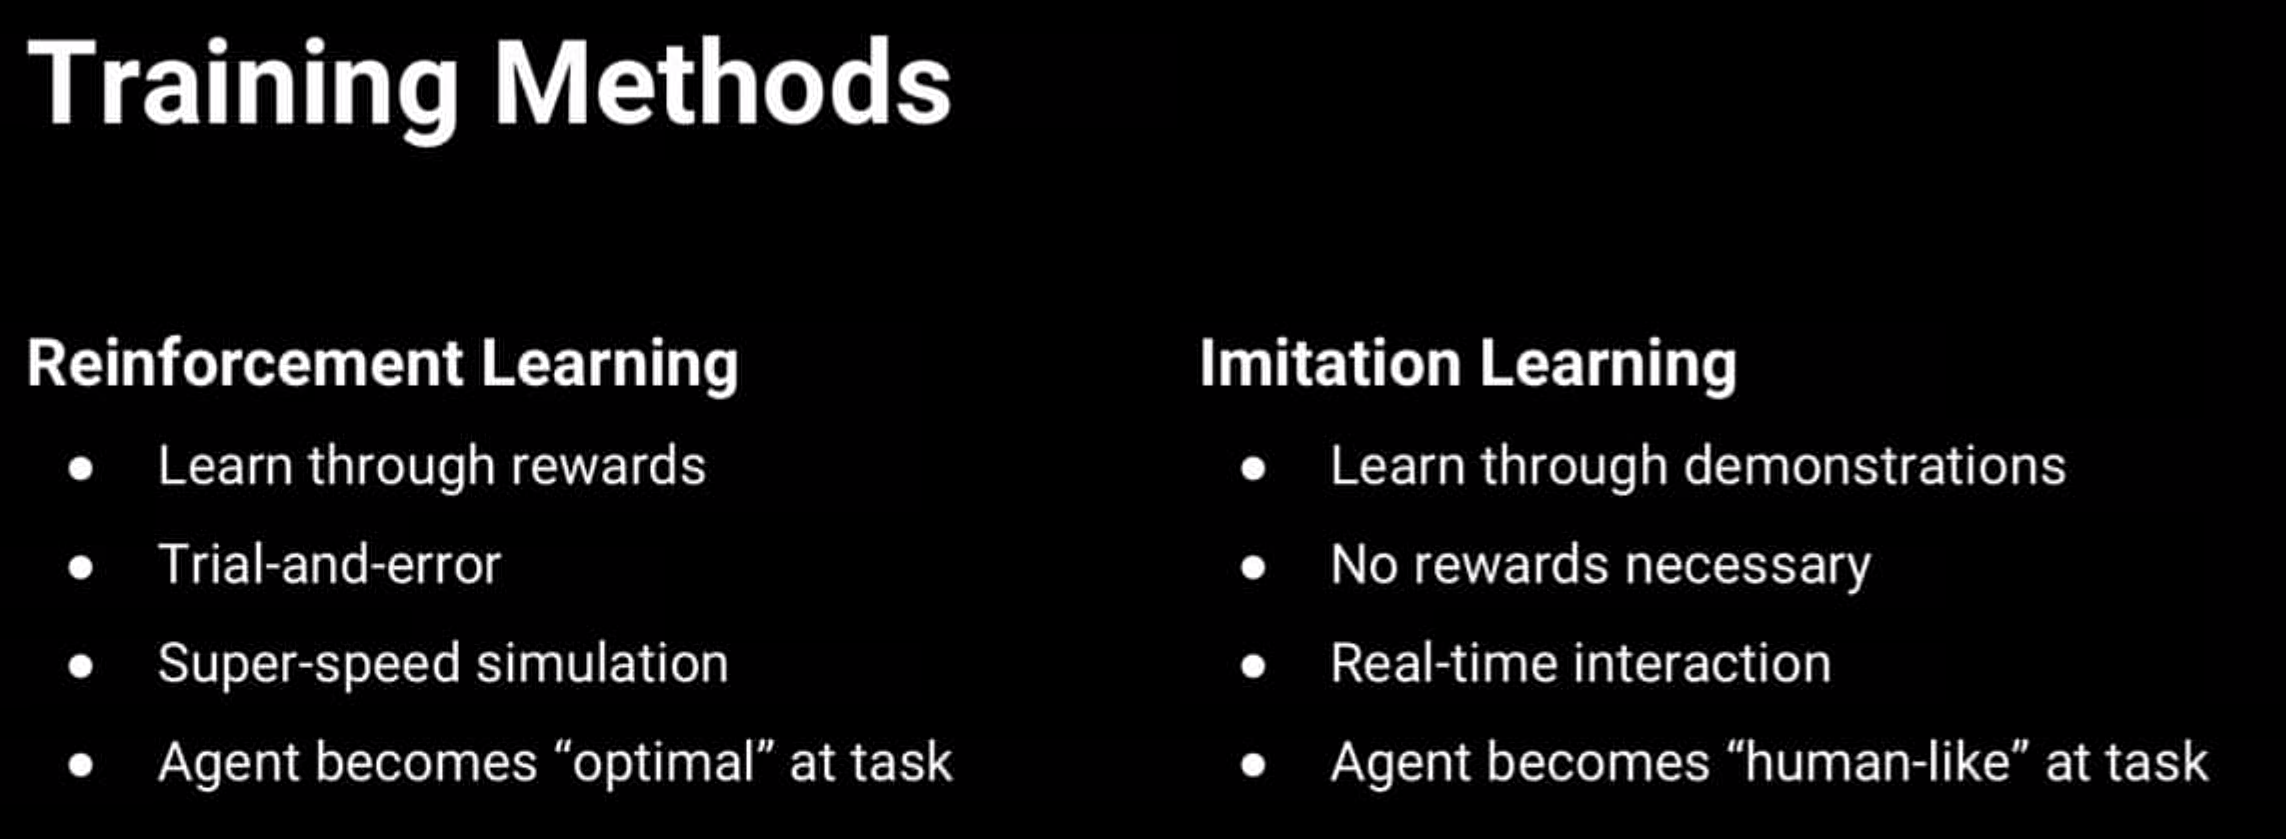 Training Methods
Reinforcement Learning
● Learn through rewards
● Trial-and-error
● Super-speed simulation
● Agent becomes “optimal” at task
Imitation Learning
● Learn through demonstrations
● No rewards necessary
● Real-time interaction
● Agent becomes “human-like” at task